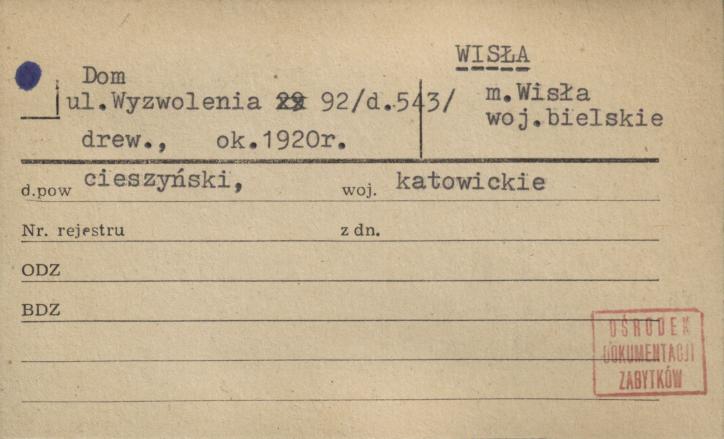 WISŁA
Dom
ul.Wyzwolenia 92/d.543/
drew., ok.1920r.
m.Wisła
woj.bielskie
d.pow cieszyński, woj. katowickie
Nr. rejestru z dn.
ODZ
BDZ
OŚRODEK
DOKUMENTACJI
ZABYTKÓW